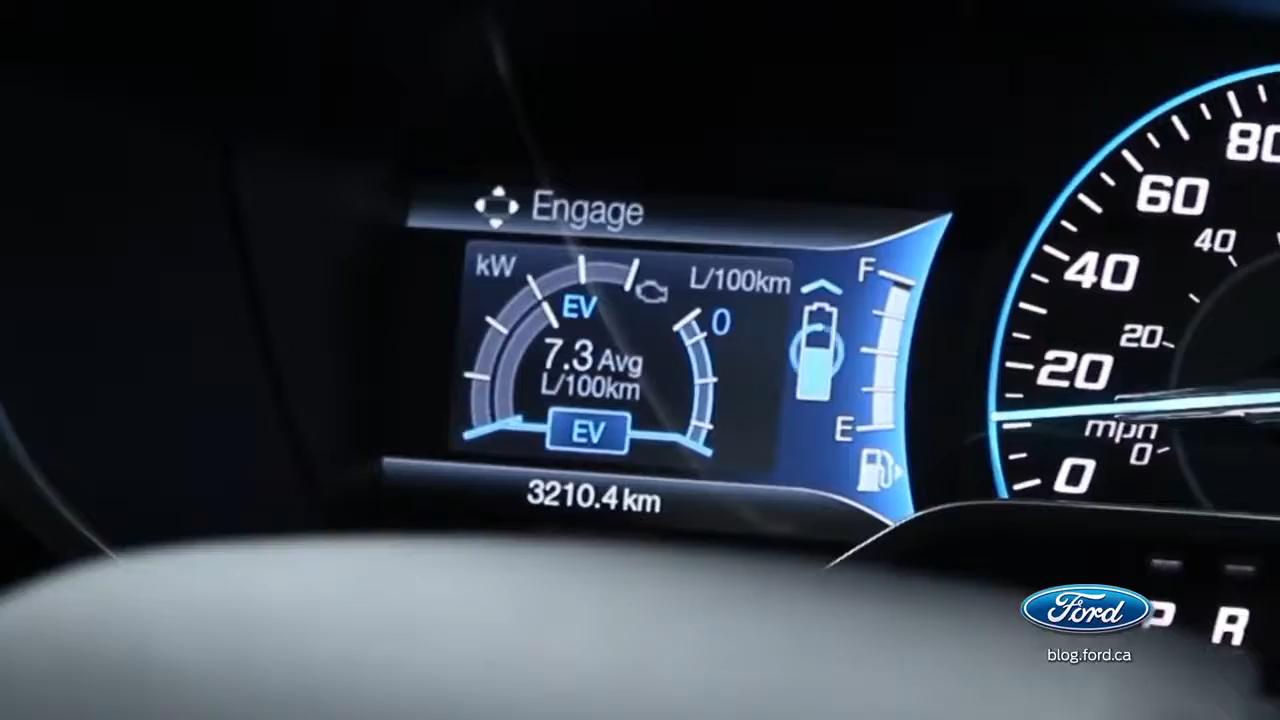 Engage
kW
L/100km
F
EV
0
7.3 Avg
L/100km
E
EV
3210.4 km
80
60
40
40
20
20
mph
0
0
P R
Ford
blog.ford.ca